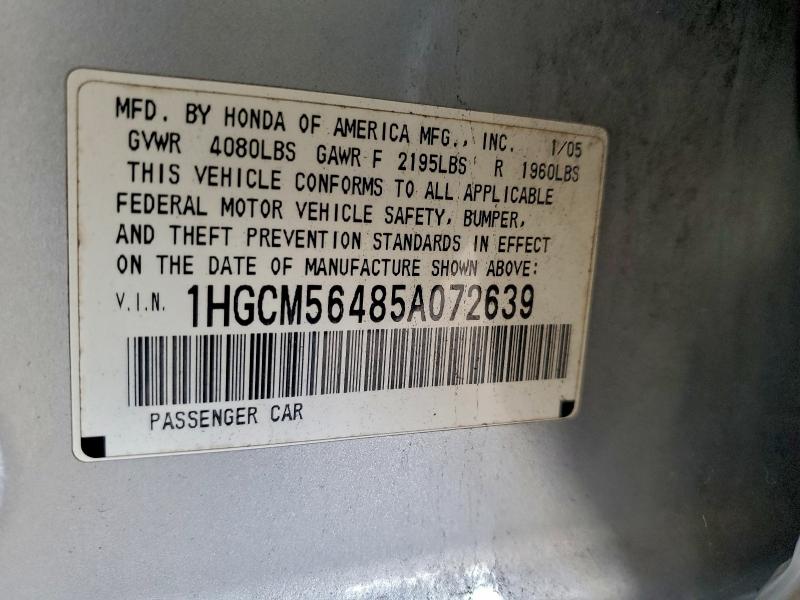 MFD. BY HONDA OF AMERICA MFG., INC. 1/05
GVWR 4080LBS GAWR F 2195LBS R 1960LBS
THIS VEHICLE CONFORMS TO ALL APPLICABLE
FEDERAL MOTOR VEHICLE SAFETY, BUMPER,
AND THEFT PREVENTION STANDARDS IN EFFECT
ON THE DATE OF MANUFACTURE SHOWN ABOVE:
V.I.N. 1HGCM56485A072639
PASSENGER CAR